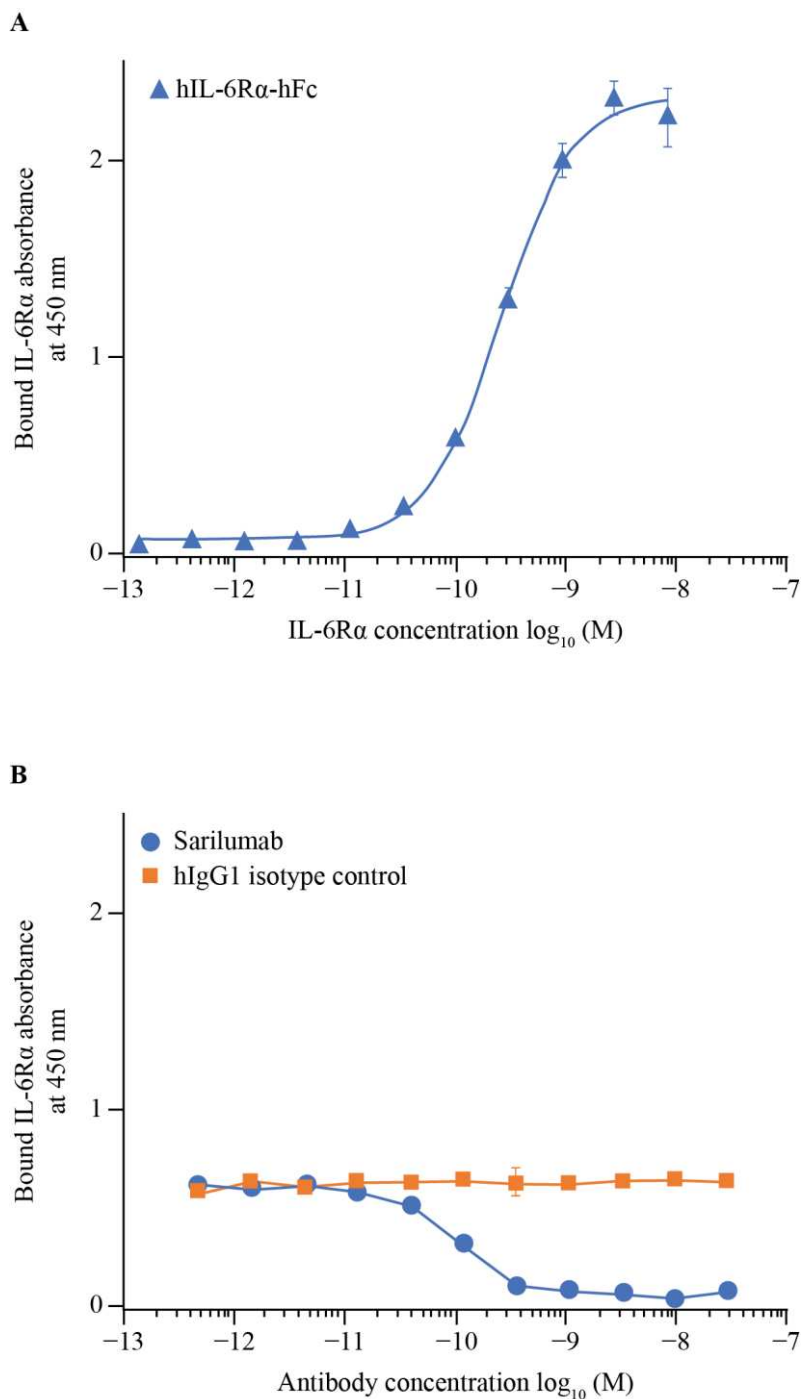 A
hIL-6Rα-hFc
Bound IL-6Rα absorbance
at 450 nm
2
1
0
−13 −12 −11 −10 −9 −8 −7
IL-6Rα concentration log₁₀ (M)
B
Sarilumab
hIgG1 isotype control
Bound IL-6Rα absorbance
at 450 nm
2
1
0
−13 −12 −11 −10 −9 −8 −7
Antibody concentration log₁₀ (M)